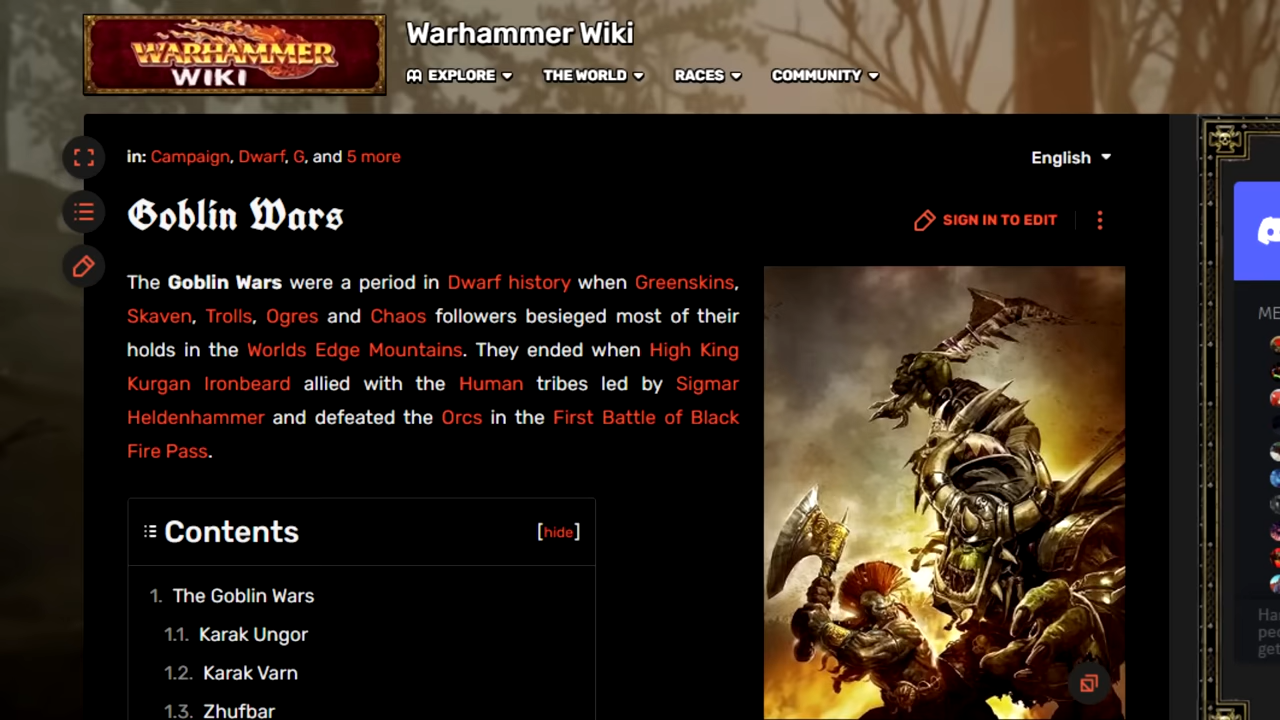 WARHAMMER
WIKI
Warhammer Wiki
EXPLORE
THE WORLD
RACES
COMMUNITY
in: Campaign, Dwarf, G, and 5 more
English
Goblin Wars
SIGN IN TO EDIT
The Goblin Wars were a period in Dwarf history when Greenskins,
Skaven, Trolls, Ogres and Chaos followers besieged most of their
holds in the Worlds Edge Mountains. They ended when High King
Kurgan Ironbeard allied with the Human tribes led by Sigmar
Heldenhammer and defeated the Orcs in the First Battle of Black
Fire Pass.
Contents
[hide]
1. The Goblin Wars
1.1. Karak Ungor
1.2. Karak Varn
1.3. Zhufbar